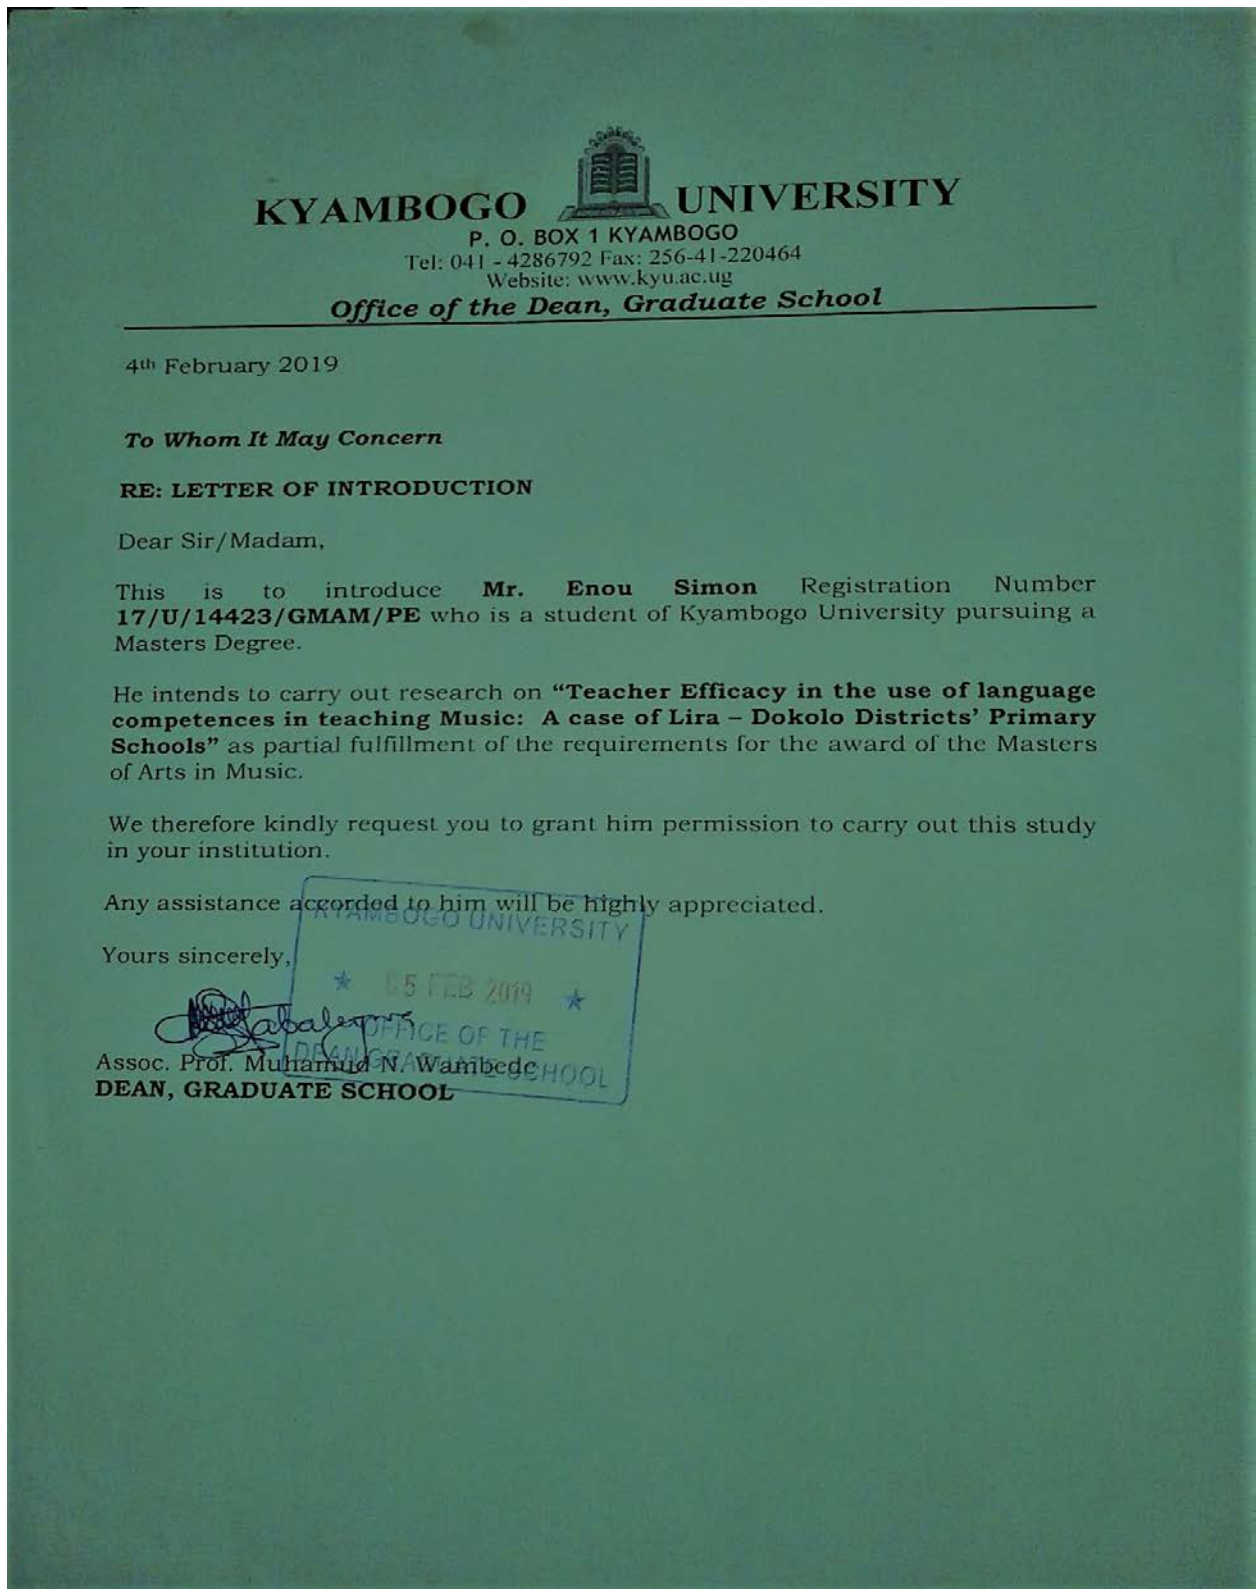 KYAMBOGO UNIVERSITY
P. O. BOX 1 KYAMBOGO
Tel: 041 - 4286792 Fax: 256-41-220464
Website: www.kyu.ac.ug
Office of the Dean, Graduate School
4th February 2019
To Whom It May Concern
RE: LETTER OF INTRODUCTION
Dear Sir/Madam,
This is to introduce Mr. Enou Simon Registration Number
17/U/14423/GMAM/PE who is a student of Kyambogo University pursuing a
Masters Degree.
He intends to carry out research on “Teacher Efficacy in the use of language
competences in teaching Music: A case of Lira – Dokolo Districts’ Primary
Schools” as partial fulfillment of the requirements for the award of the Masters
of Arts in Music.
We therefore kindly request you to grant him permission to carry out this study
in your institution.
Any assistance accorded to him will be highly appreciated.
KYAMBOGO UNIVERSITY
Yours sincerely,
★ 05 FEB 2019 ★
OFFICE OF THE
DEAN GRADUATE SCHOOL
Assoc. Prof. Muhamud N. Wambede
DEAN, GRADUATE SCHOOL